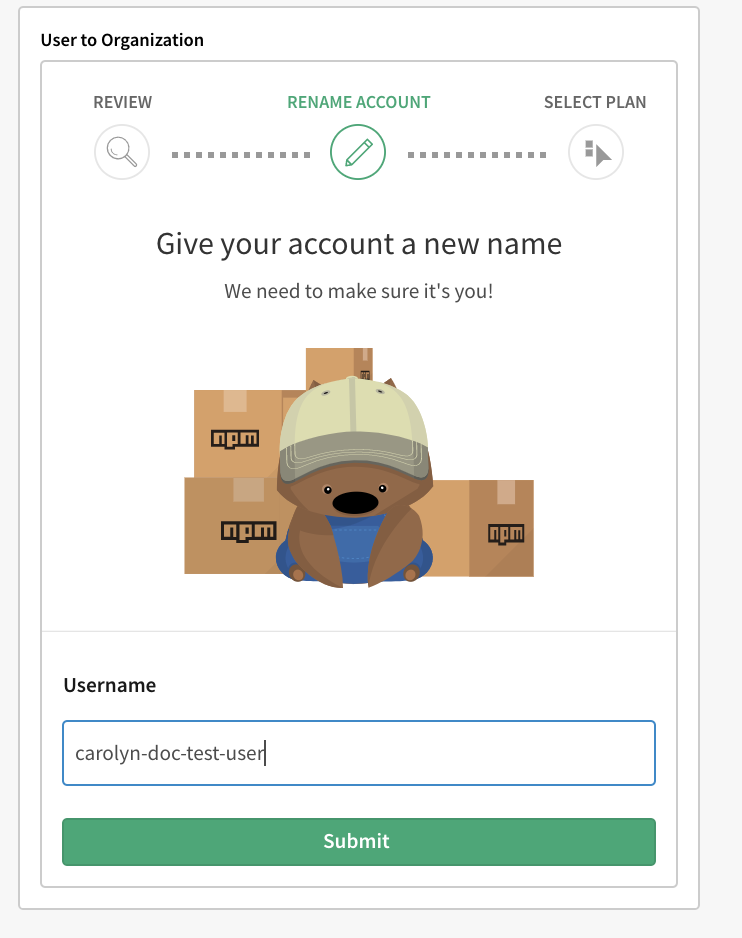 User to Organization
REVIEW RENAME ACCOUNT SELECT PLAN
Give your account a new name
We need to make sure it's you!
npm
npm
npm
npm
Username
carolyn-doc-test-user
Submit